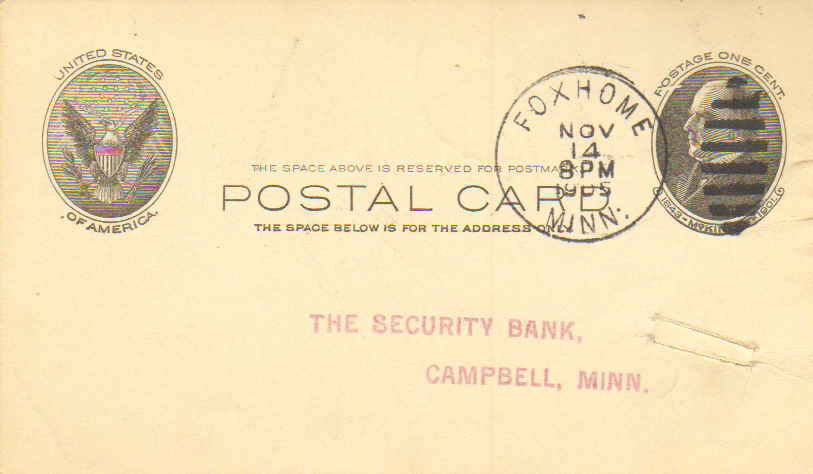 UNITED STATES
OF AMERICA.
POSTAGE ONE CENT.
1843 - 1901
FOXHOME
NOV
14
8 PM
1905
MINN.
THE SPACE ABOVE IS RESERVED FOR POSTMARK.
POSTAL CARD
THE SPACE BELOW IS FOR THE ADDRESS ONLY
THE SECURITY BANK,
CAMPBELL, MINN.